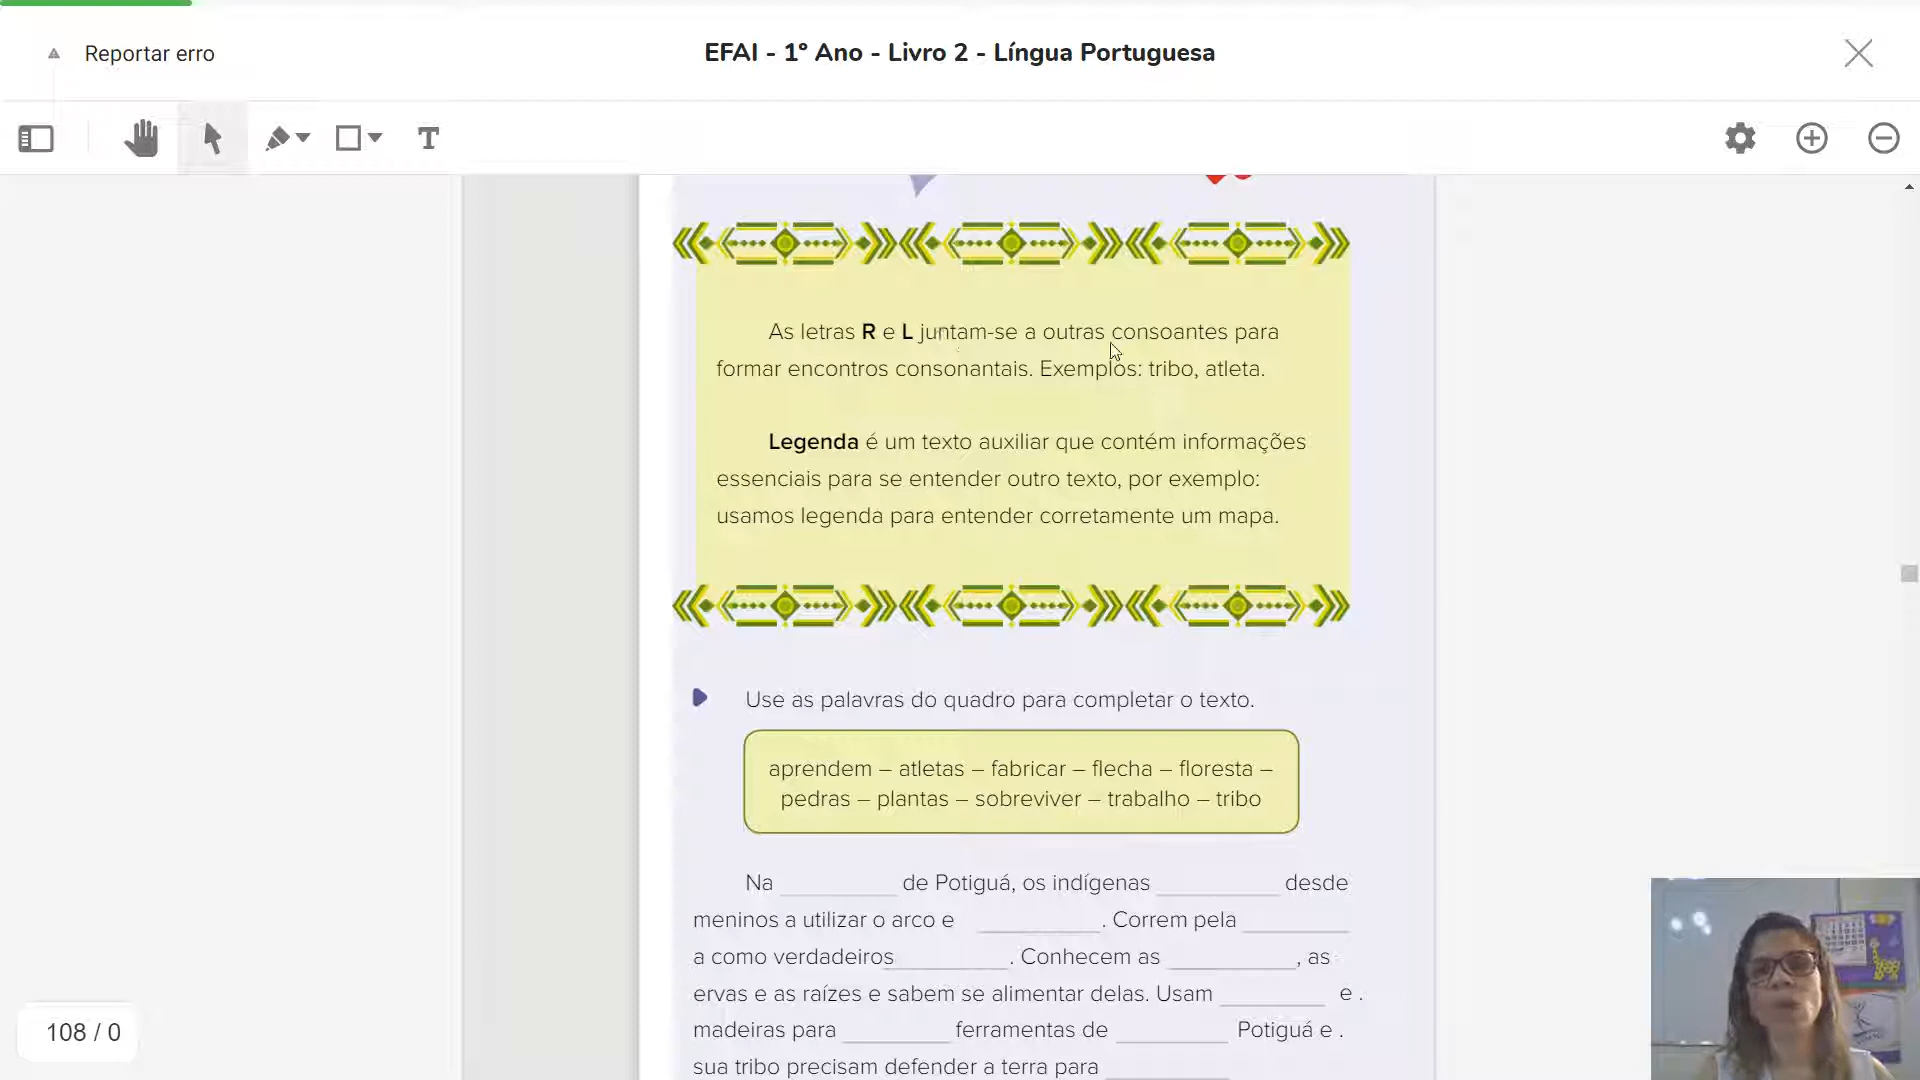 Reportar erro
EFAI - 1º Ano - Livro 2 - Língua Portuguesa
T
As letras R e L juntam-se a outras consoantes para
formar encontros consonantais. Exemplos: tribo, atleta.
Legenda é um texto auxiliar que contém informações
essenciais para se entender outro texto, por exemplo:
usamos legenda para entender corretamente um mapa.
Use as palavras do quadro para completar o texto.
aprendem – atletas – fabricar – flecha – floresta –
pedras – plantas – sobreviver – trabalho – tribo
Na __________ de Potiguá, os indígenas __________ desde
meninos a utilizar o arco e __________. Correm pela __________
a como verdadeiros__________. Conhecem as __________, as
ervas e as raízes e sabem se alimentar delas. Usam __________ e .
madeiras para __________ ferramentas de __________ Potiguá e .
sua tribo precisam defender a terra para __________
108 / 0